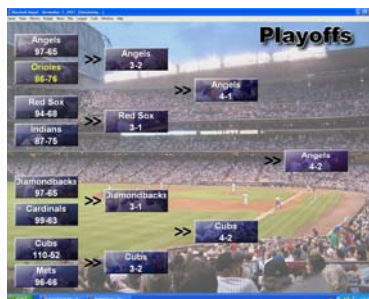 Playoffs
Angels
97-65
Orioles
86-76
Angels
3-2
Angels
4-1
Red Sox
94-68
Indians
87-75
Red Sox
3-1
Angels
4-2
Diamondbacks
97-65
Cardinals
99-63
Diamondbacks
3-1
Cubs
4-2
Cubs
110-52
Mets
96-66
Cubs
3-2